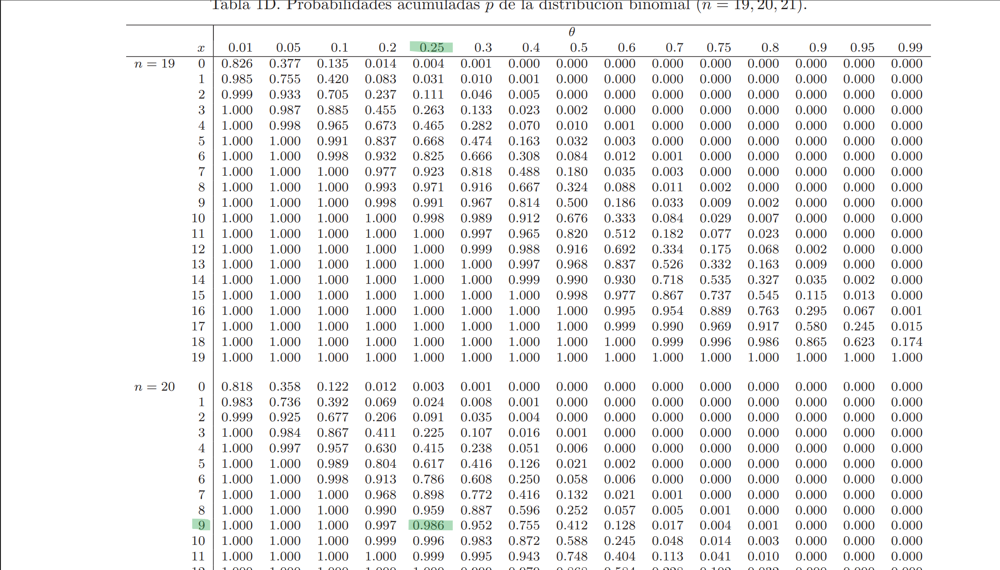 Tabla 1D. Probabilidades acumuladas p de la distribución binomial (n = 19, 20, 21).
θ
x 0.01 0.05 0.1 0.2 0.25 0.3 0.4 0.5 0.6 0.7 0.75 0.8 0.9 0.95 0.99
n = 19 0 0.826 0.377 0.135 0.014 0.004 0.001 0.000 0.000 0.000 0.000 0.000 0.000 0.000 0.000 0.000
1 0.985 0.755 0.420 0.083 0.031 0.010 0.001 0.000 0.000 0.000 0.000 0.000 0.000 0.000 0.000
2 0.999 0.933 0.705 0.237 0.111 0.046 0.005 0.000 0.000 0.000 0.000 0.000 0.000 0.000 0.000
3 1.000 0.987 0.885 0.455 0.263 0.133 0.023 0.002 0.000 0.000 0.000 0.000 0.000 0.000 0.000
4 1.000 0.998 0.965 0.673 0.465 0.282 0.070 0.010 0.001 0.000 0.000 0.000 0.000 0.000 0.000
5 1.000 1.000 0.991 0.837 0.668 0.474 0.163 0.032 0.003 0.000 0.000 0.000 0.000 0.000 0.000
6 1.000 1.000 0.998 0.932 0.825 0.666 0.308 0.084 0.012 0.001 0.000 0.000 0.000 0.000 0.000
7 1.000 1.000 1.000 0.977 0.923 0.818 0.488 0.180 0.035 0.003 0.000 0.000 0.000 0.000 0.000
8 1.000 1.000 1.000 0.993 0.971 0.916 0.667 0.324 0.088 0.011 0.002 0.000 0.000 0.000 0.000
9 1.000 1.000 1.000 0.998 0.991 0.967 0.814 0.500 0.186 0.033 0.009 0.002 0.000 0.000 0.000
10 1.000 1.000 1.000 1.000 0.998 0.989 0.912 0.676 0.333 0.084 0.029 0.007 0.000 0.000 0.000
11 1.000 1.000 1.000 1.000 1.000 0.997 0.965 0.820 0.512 0.182 0.077 0.023 0.000 0.000 0.000
12 1.000 1.000 1.000 1.000 1.000 0.999 0.988 0.916 0.692 0.334 0.175 0.068 0.002 0.000 0.000
13 1.000 1.000 1.000 1.000 1.000 1.000 0.997 0.968 0.837 0.526 0.332 0.163 0.009 0.000 0.000
14 1.000 1.000 1.000 1.000 1.000 1.000 0.999 0.990 0.930 0.718 0.535 0.327 0.035 0.002 0.000
15 1.000 1.000 1.000 1.000 1.000 1.000 1.000 0.998 0.977 0.867 0.737 0.545 0.115 0.013 0.000
16 1.000 1.000 1.000 1.000 1.000 1.000 1.000 1.000 0.995 0.954 0.889 0.763 0.295 0.067 0.001
17 1.000 1.000 1.000 1.000 1.000 1.000 1.000 1.000 0.999 0.990 0.969 0.917 0.580 0.245 0.015
18 1.000 1.000 1.000 1.000 1.000 1.000 1.000 1.000 1.000 0.999 0.996 0.986 0.865 0.623 0.174
19 1.000 1.000 1.000 1.000 1.000 1.000 1.000 1.000 1.000 1.000 1.000 1.000 1.000 1.000 1.000
n = 20 0 0.818 0.358 0.122 0.012 0.003 0.001 0.000 0.000 0.000 0.000 0.000 0.000 0.000 0.000 0.000
1 0.983 0.736 0.392 0.069 0.024 0.008 0.001 0.000 0.000 0.000 0.000 0.000 0.000 0.000 0.000
2 0.999 0.925 0.677 0.206 0.091 0.035 0.004 0.000 0.000 0.000 0.000 0.000 0.000 0.000 0.000
3 1.000 0.984 0.867 0.411 0.225 0.107 0.016 0.001 0.000 0.000 0.000 0.000 0.000 0.000 0.000
4 1.000 0.997 0.957 0.630 0.415 0.238 0.051 0.006 0.000 0.000 0.000 0.000 0.000 0.000 0.000
5 1.000 1.000 0.989 0.804 0.617 0.416 0.126 0.021 0.002 0.000 0.000 0.000 0.000 0.000 0.000
6 1.000 1.000 0.998 0.913 0.786 0.608 0.250 0.058 0.006 0.000 0.000 0.000 0.000 0.000 0.000
7 1.000 1.000 1.000 0.968 0.898 0.772 0.416 0.132 0.021 0.001 0.000 0.000 0.000 0.000 0.000
8 1.000 1.000 1.000 0.990 0.959 0.887 0.596 0.252 0.057 0.005 0.001 0.000 0.000 0.000 0.000
9 1.000 1.000 1.000 0.997 0.986 0.952 0.755 0.412 0.128 0.017 0.004 0.001 0.000 0.000 0.000
10 1.000 1.000 1.000 0.999 0.996 0.983 0.872 0.588 0.245 0.048 0.014 0.003 0.000 0.000 0.000
11 1.000 1.000 1.000 1.000 0.999 0.995 0.943 0.748 0.404 0.113 0.041 0.010 0.000 0.000 0.000